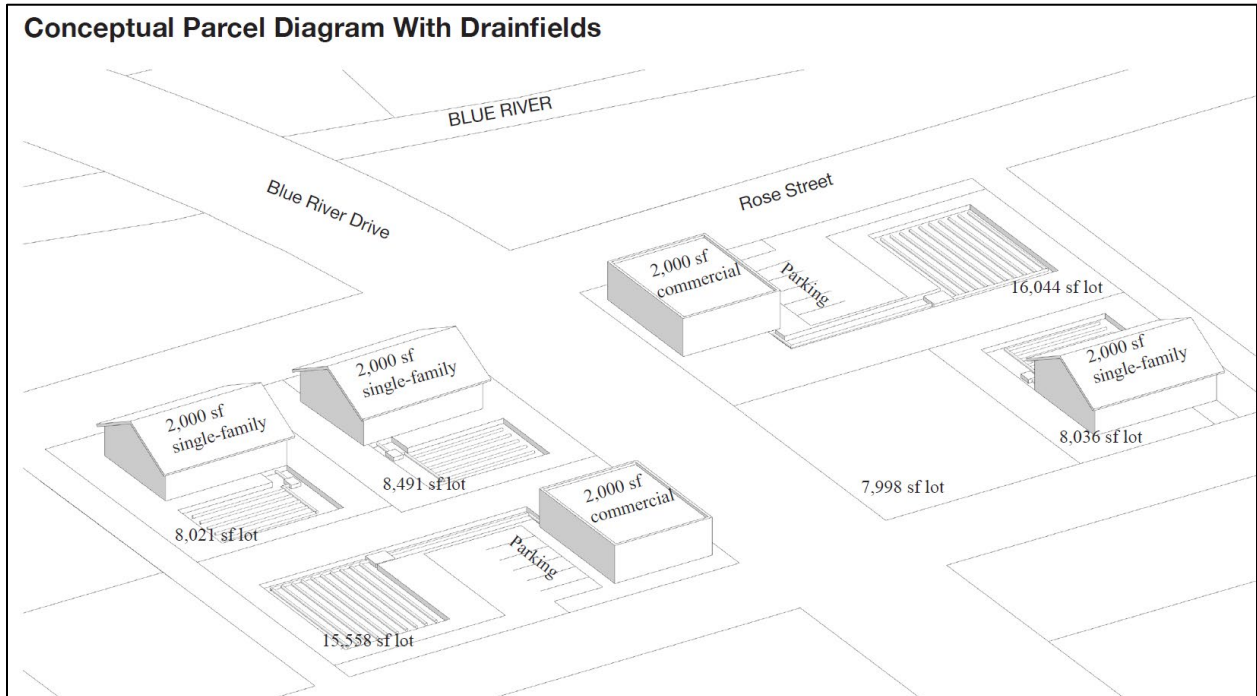 Conceptual Parcel Diagram With Drainfields
BLUE RIVER
Blue River Drive
Rose Street
2,000 sf
commercial
Parking
16,044 sf lot
2,000 sf
single-family
8,036 sf lot
7,998 sf lot
2,000 sf
single-family
8,491 sf lot
2,000 sf
single-family
8,021 sf lot
2,000 sf
commercial
Parking
15,558 sf lot